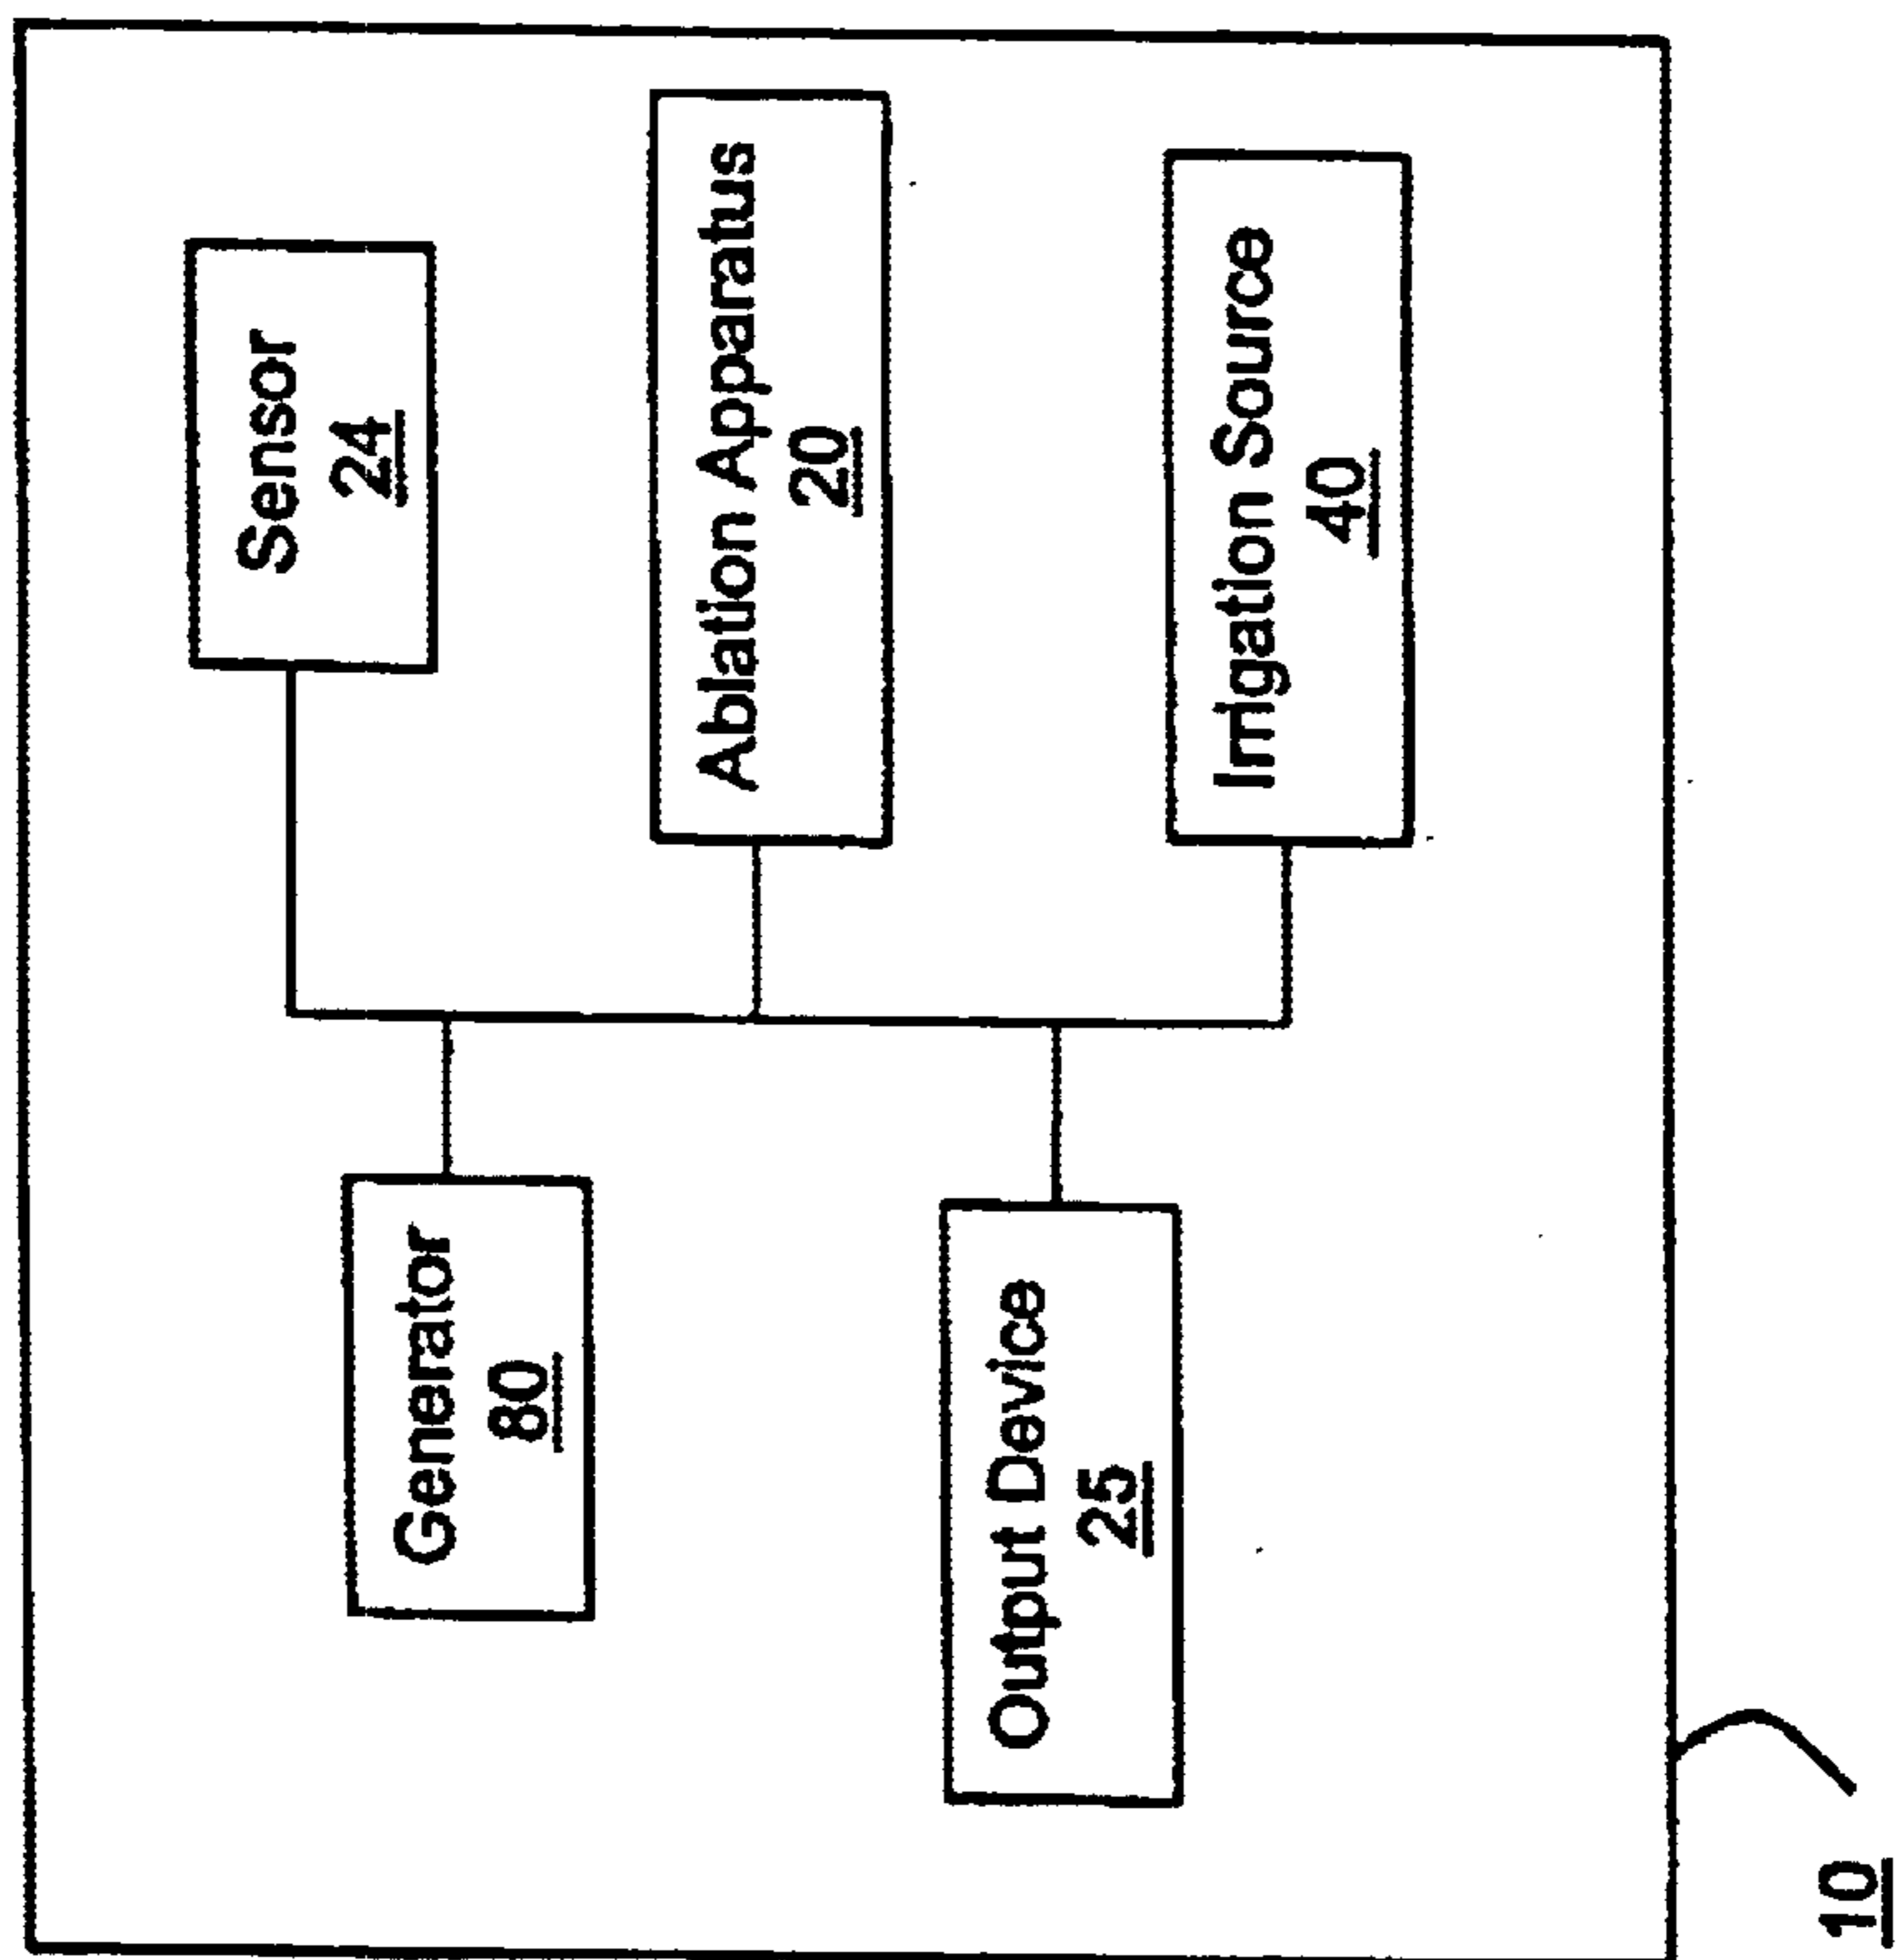 Sensor
24
Generator
80
Ablation Apparatus
20
Output Device
25
Irrigation Source
40
10